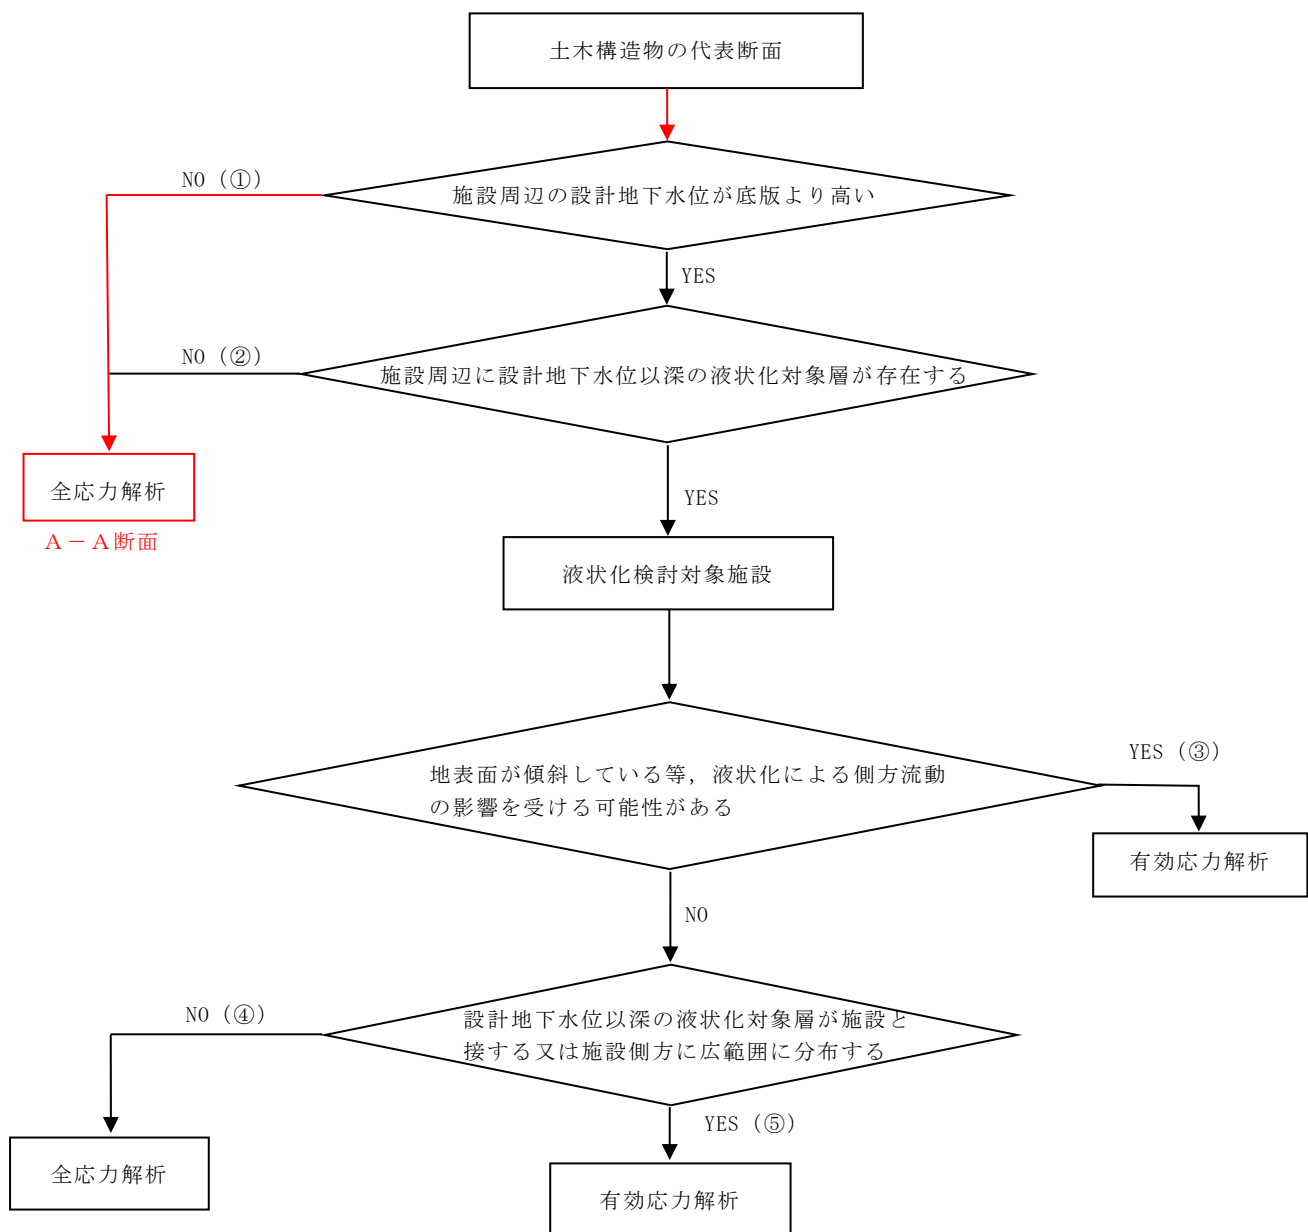 土木構造物の代表断面
NO（①）
施設周辺の設計地下水位が底版より高い
YES
NO（②）
施設周辺に設計地下水位以深の液状化対象層が存在する
全応力解析
A－A断面
YES
液状化検討対象施設
地表面が傾斜している等，液状化による側方流動
の影響を受ける可能性がある
YES（③）
有効応力解析
NO
NO（④）
設計地下水位以深の液状化対象層が施設と
接する又は施設側方に広範囲に分布する
YES（⑤）
全応力解析
有効応力解析